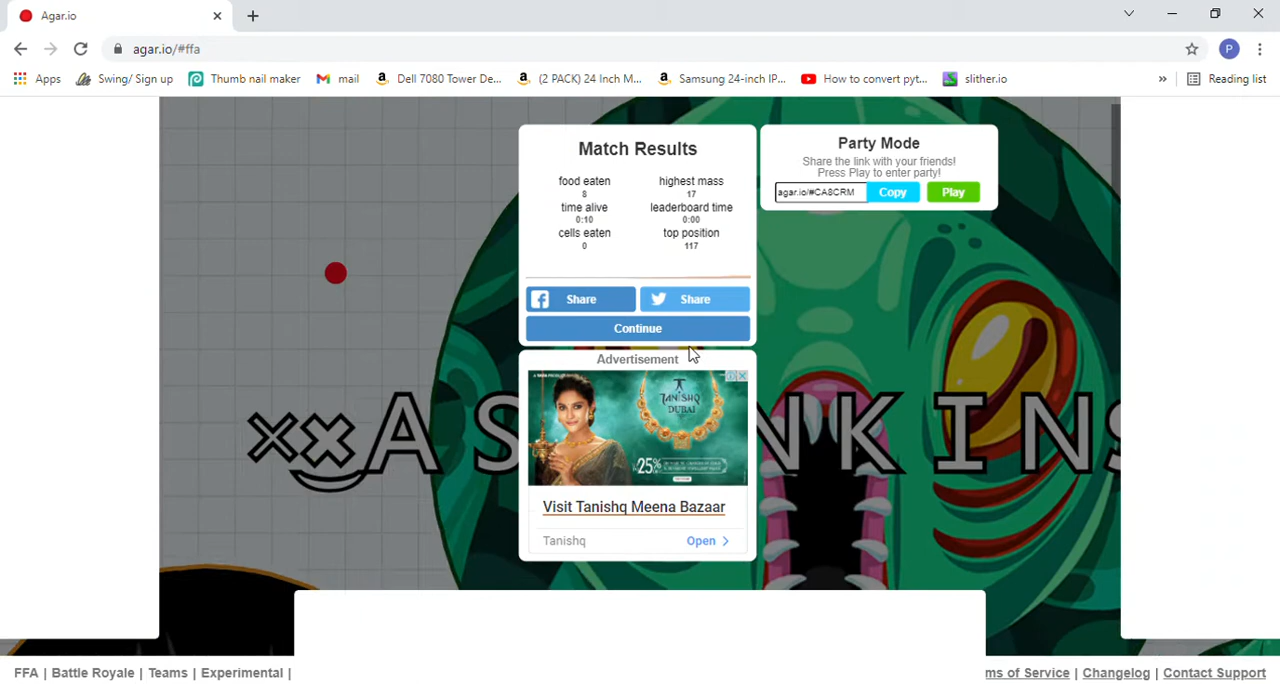 Agar.io
agar.io/#ffa
P
Apps
Swing/ Sign up
Thumb nail maker
mail
Dell 7080 Tower De...
(2 PACK) 24 Inch M...
Samsung 24-inch IP...
How to convert pyt...
slither.io
»
Reading list
Match Results
food eaten
8
highest mass
17
time alive
0:10
leaderboard time
0:00
cells eaten
0
top position
117
Share
Share
Continue
Party Mode
Share the link with your friends!
Press Play to enter party!
agar.io/#CA8CRM
Copy
Play
Advertisement
TANISHQ
DUBAI
25%
Visit Tanishq Meena Bazaar
Tanishq
Open
FFA | Battle Royale | Teams | Experimental |
ms of Service | Changelog | Contact Support